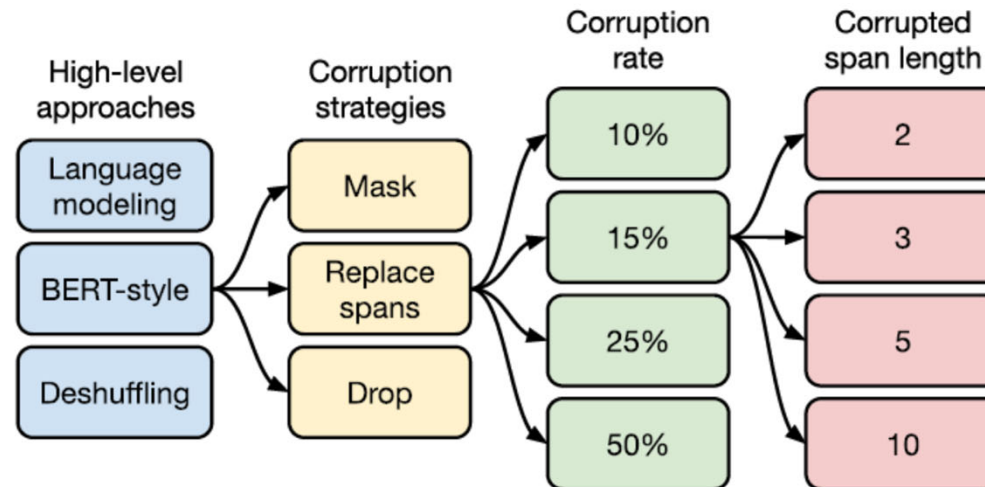 High-level
approaches
Language
modeling
BERT-style
Deshuffling
Corruption
strategies
Mask
Replace
spans
Drop
Corruption
rate
10%
15%
25%
50%
Corrupted
span length
2
3
5
10